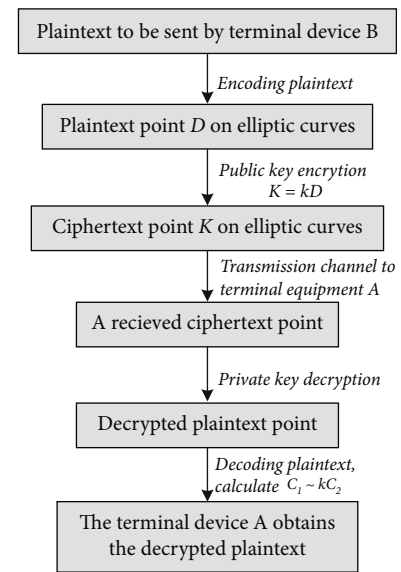 Plaintext to be sent by terminal device B
Encoding plaintext
Plaintext point D on elliptic curves
Public key encrytion
K = kD
Ciphertext point K on elliptic curves
Transmission channel to
terminal equipment A
A recieved ciphertext point
Private key decryption
Decrypted plaintext point
Decoding plaintext,
calculate C₁ ~ kC₂
The terminal device A obtains
the decrypted plaintext